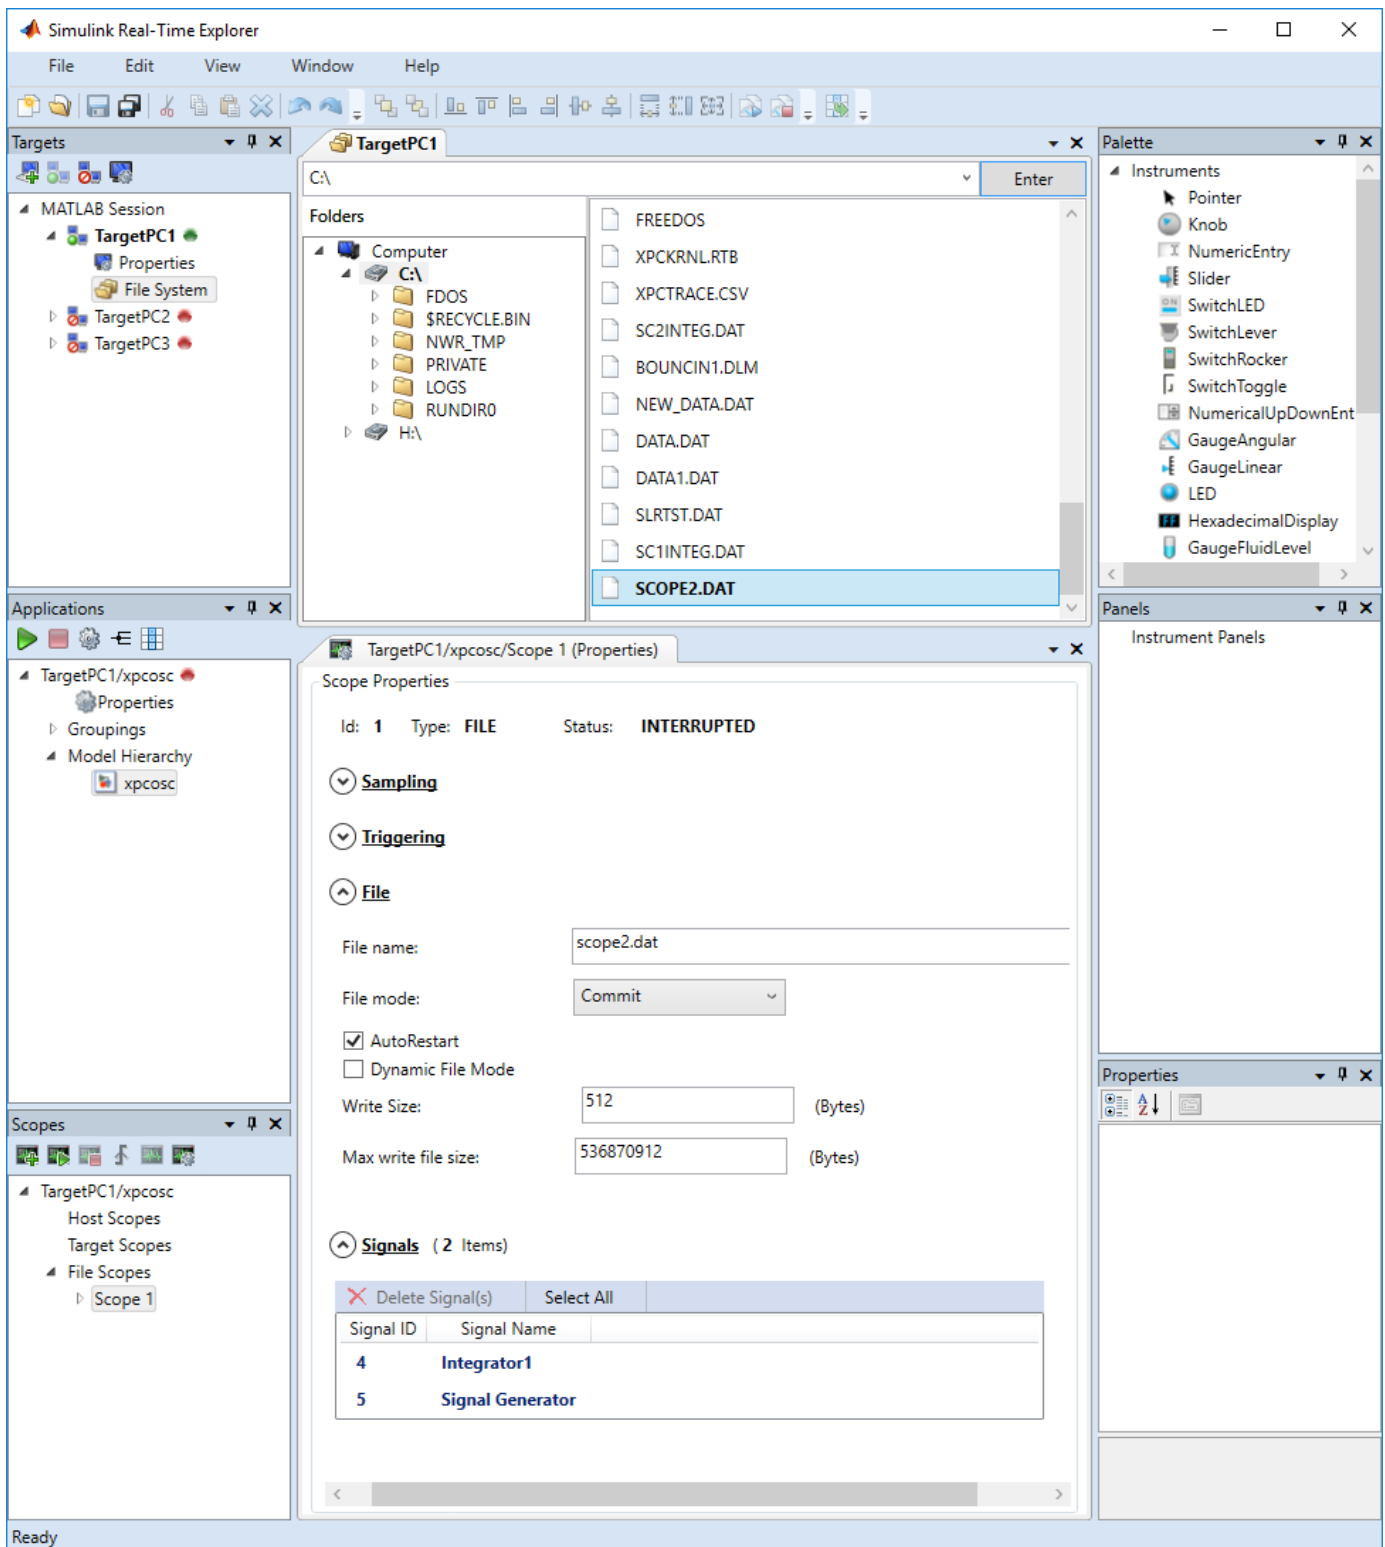 Simulink Real-Time Explorer
File Edit View Window Help
Targets
MATLAB Session
TargetPC1
Properties
File System
TargetPC2
TargetPC3
TargetPC1
C:\ Enter
Folders
Computer
C:\
FDOS
$RECYCLE.BIN
NWR_TMP
PRIVATE
LOGS
RUNDIR0
H:\
FREEDOS
XPCKRNL.RTB
XPCTRACE.CSV
SC2INTEG.DAT
BOUNCIN1.DLM
NEW_DATA.DAT
DATA.DAT
DATA1.DAT
SLRTST.DAT
SC1INTEG.DAT
SCOPE2.DAT
Palette
Instruments
Pointer
Knob
NumericEntry
Slider
SwitchLED
SwitchLever
SwitchRocker
SwitchToggle
NumericalUpDownEnt
GaugeAngular
GaugeLinear
LED
HexadecimalDisplay
GaugeFluidLevel
Applications
TargetPC1/xpcosc
Properties
Groupings
Model Hierarchy
xpcosc
TargetPC1/xpcosc/Scope 1 (Properties)
Scope Properties
Id: 1 Type: FILE Status: INTERRUPTED
Sampling
Triggering
File
File name: scope2.dat
File mode: Commit
AutoRestart
Dynamic File Mode
Write Size: 512 (Bytes)
Max write file size: 536870912 (Bytes)
Signals ( 2 Items)
Delete Signal(s) Select All
Signal ID Signal Name
4 Integrator1
5 Signal Generator
Panels
Instrument Panels
Properties
Scopes
TargetPC1/xpcosc
Host Scopes
Target Scopes
File Scopes
Scope 1
Ready